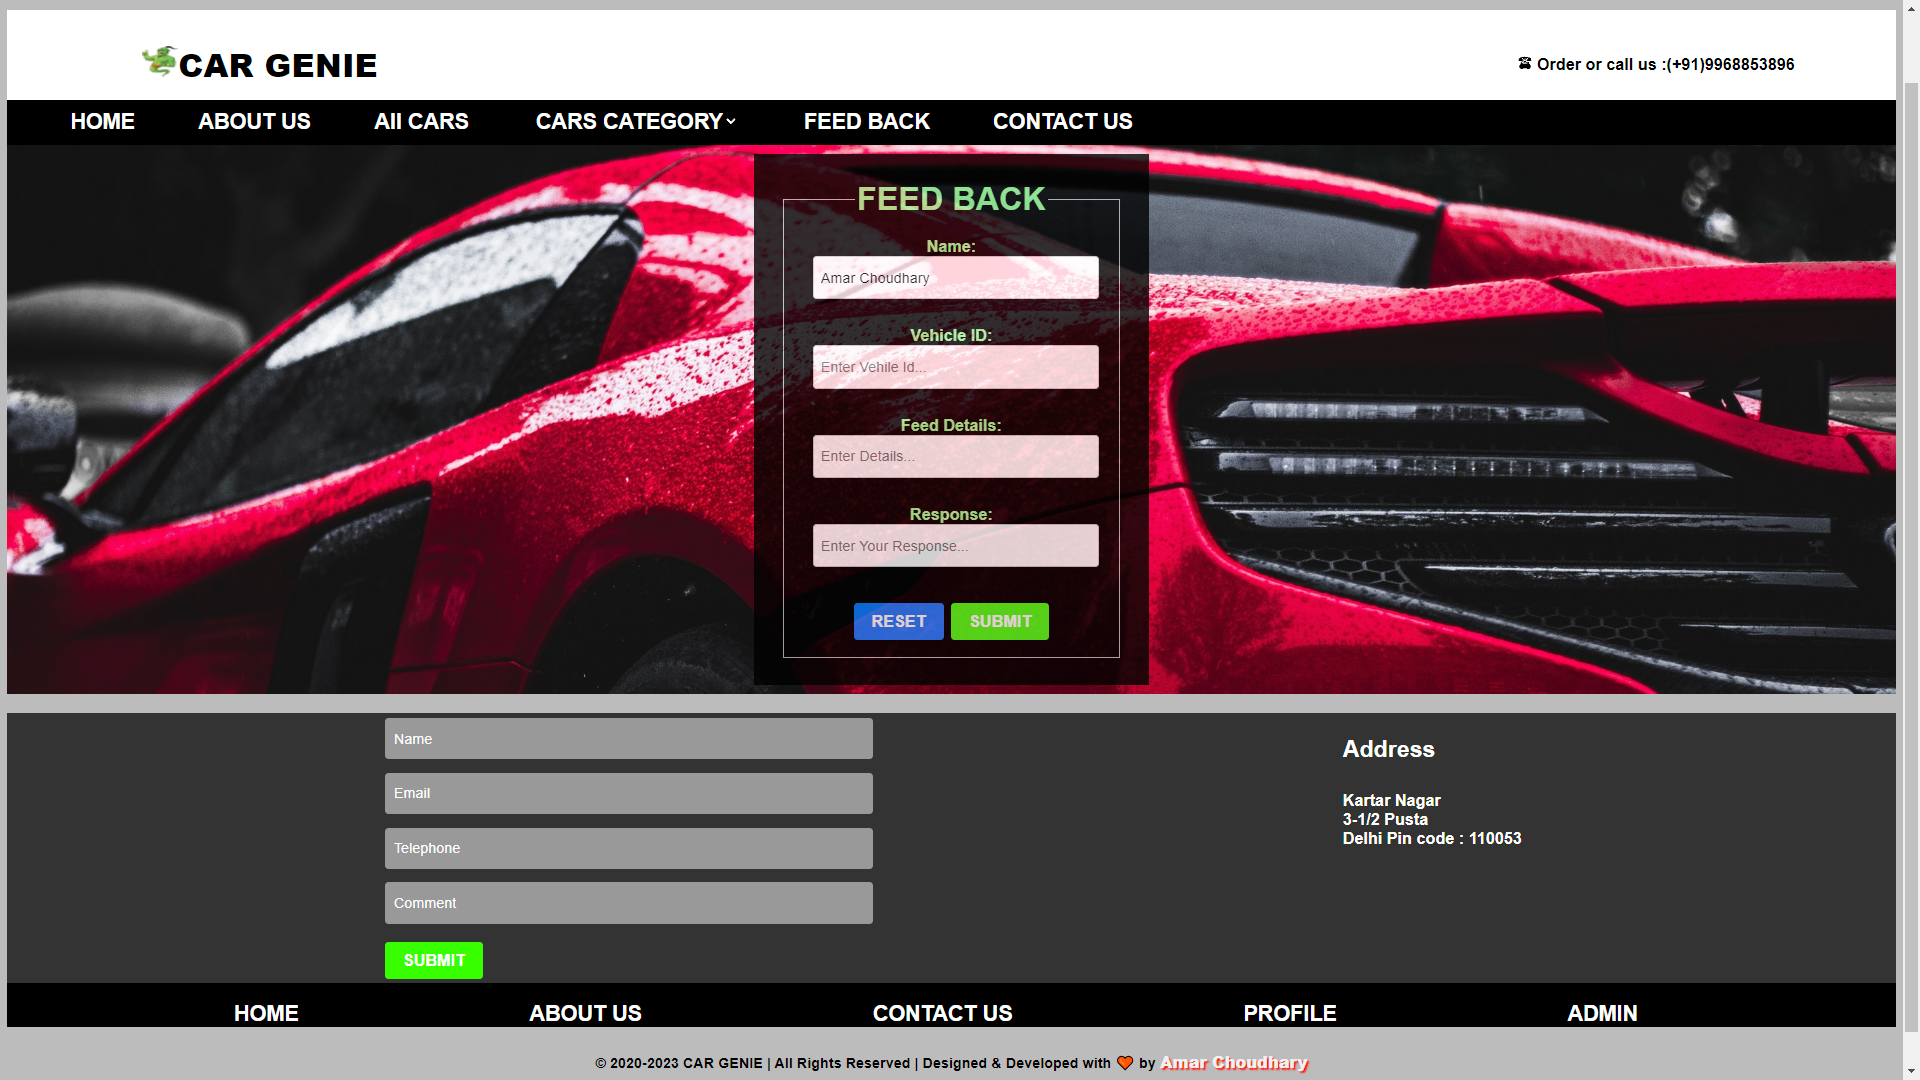 CAR GENIE
Order or call us :(+91)9968853896
HOME ABOUT US All CARS CARS CATEGORY FEED BACK CONTACT US
FEED BACK
Name:
Amar Choudhary
Vehicle ID:
Enter Vehile Id...
Feed Details:
Enter Details...
Response:
Enter Your Response...
RESET SUBMIT
Name
Email
Telephone
Comment
SUBMIT
Address
Kartar Nagar
3-1/2 Pusta
Delhi Pin code : 110053
HOME ABOUT US CONTACT US PROFILE ADMIN
© 2020-2023 CAR GENIE | All Rights Reserved | Designed & Developed with 🧡 by Amar Choudhary